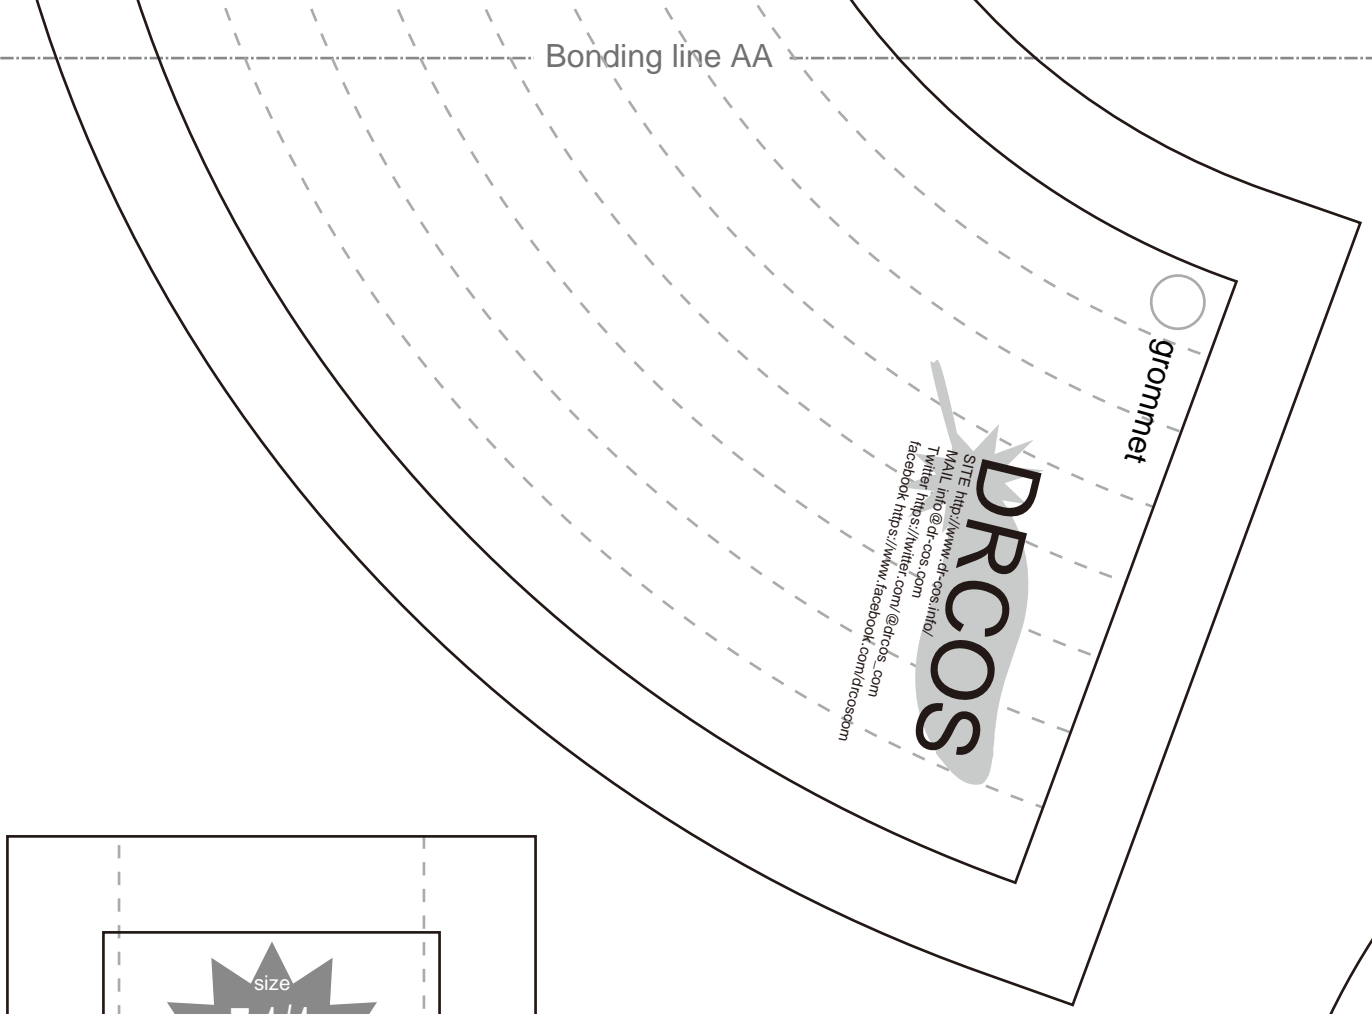 Bonding line AA
grommet
DRCOS
SITE http://www.dr-cos.info/
MAIL info@dr-cos.com
Twitter https://twitter.com/@drcos_com
facebook https://www.facebook.com/drcoscom
size